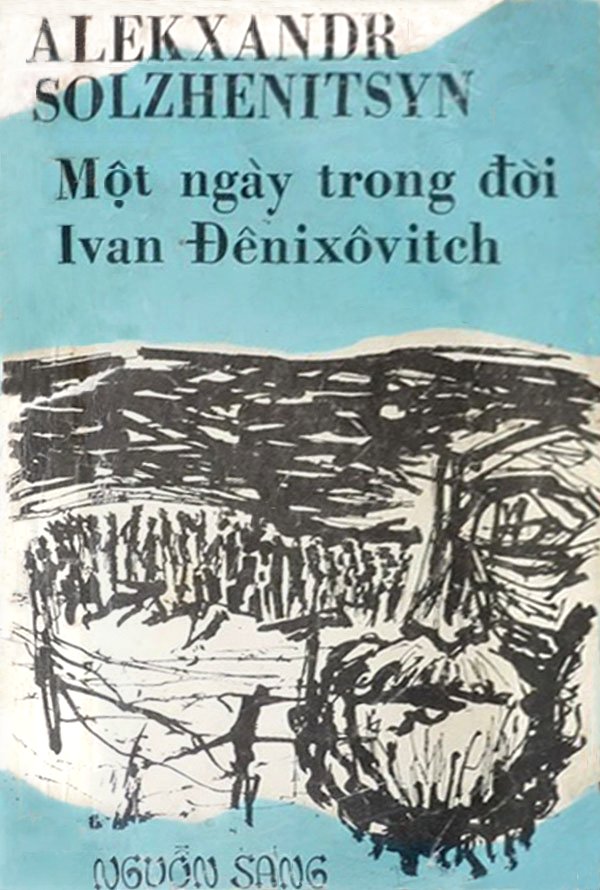 ALEKXANDR
SOLZHENITSYN
Một ngày trong đời
Ivan Đênixôvitch
NGUỒN SÁNG